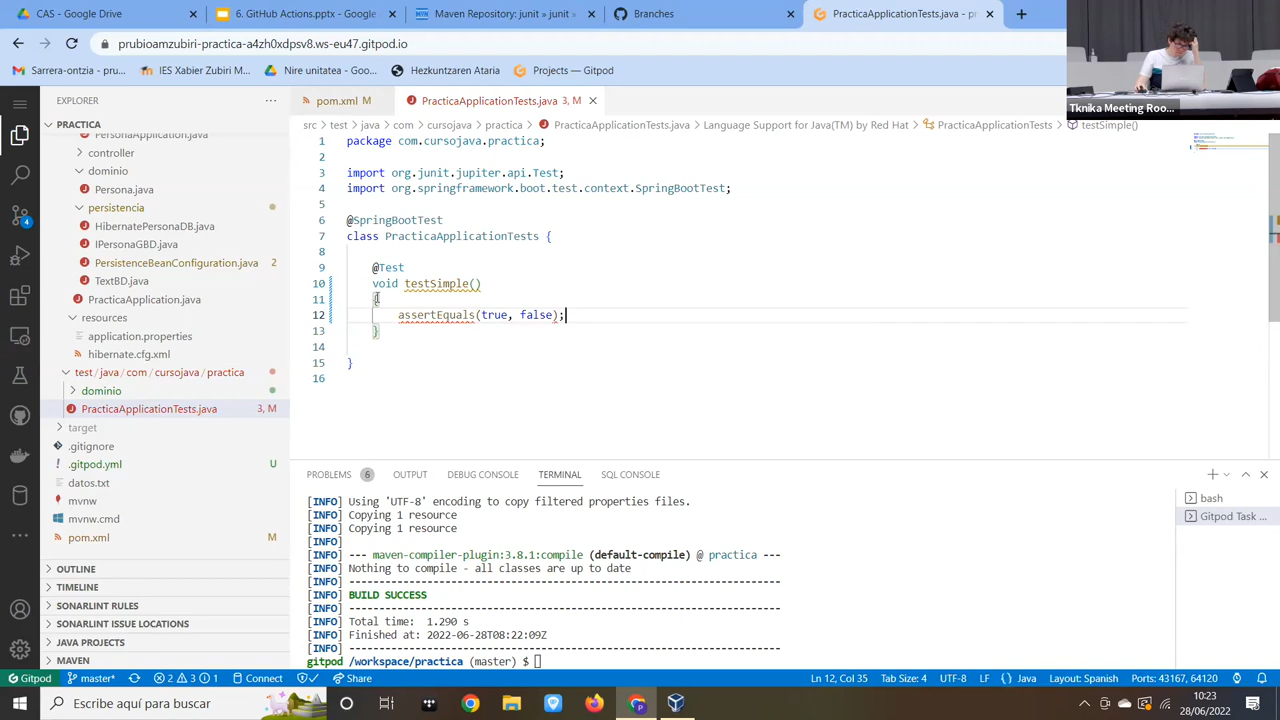 6. GitHub Actions
github/scholar
PracticaApplicationTests.java
prubioamzubiri-practica-a4zh0xdpsv8.ws-eu47.gitpod.io
Sarrera-ontzia – pru...
IES Xabier Zubiri M...
Nire unitatea – Goo...
Hezkuntzaren Ataria
Projects — Gitpod
Tknika Meeting Roo...
EXPLORER
PRACTICA
PersonaApplication.java
controller
dominio
Persona.java
persistencia
HibernatePersonaDB.java
IPersonaGBD.java
PersistenceBeanConfiguration.java 2
TextBD.java
PracticaApplication.java
resources
application.properties
hibernate.cfg.xml
test / java / com / cursojava / practica
dominio
PracticaApplicationTests.java 3, M
target
.gitignore
.gitpod.yml U
datos.txt
mvnw
mvnw.cmd
pom.xml M
OUTLINE
TIMELINE
SONARLINT RULES
SONARLINT ISSUE LOCATIONS
JAVA PROJECTS
MAVEN
4
pom.xml M
PracticaApplicationTests.java 3, M
src > test > java > com > cursojava > practica > PracticaApplicationTests.java > Language Support for Java(TM) by Red Hat > PracticaApplicationTests > testSimple()
1 package com.cursojava.practica;
2
3 import org.junit.jupiter.api.Test;
4 import org.springframework.boot.test.context.SpringBootTest;
5
6 @SpringBootTest
7 class PracticaApplicationTests {
8
9 @Test
10 void testSimple()
11 {
12 assertEquals(true, false);
13 }
14
15 }
16
PROBLEMS 6
OUTPUT
DEBUG CONSOLE
TERMINAL
SQL CONSOLE
[INFO] Using 'UTF-8' encoding to copy filtered properties files.
[INFO] Copying 1 resource
[INFO] Copying 1 resource
[INFO]
[INFO] --- maven-compiler-plugin:3.8.1:compile (default-compile) @ practica ---
[INFO] Nothing to compile - all classes are up to date
[INFO] ------------------------------------------------------------------------
[INFO] BUILD SUCCESS
[INFO] ------------------------------------------------------------------------
[INFO] Total time: 1.290 s
[INFO] Finished at: 2022-06-28T08:22:09Z
[INFO] ------------------------------------------------------------------------
gitpod /workspace/practica (master) $
bash
Gitpod Task ...
Gitpod
master*
2 3 1
Connect
Share
Ln 12, Col 35
Tab Size: 4
UTF-8
LF
{} Java
Layout: Spanish
Ports: 43167, 64120
Escribe aquí para buscar
10:23
28/06/2022